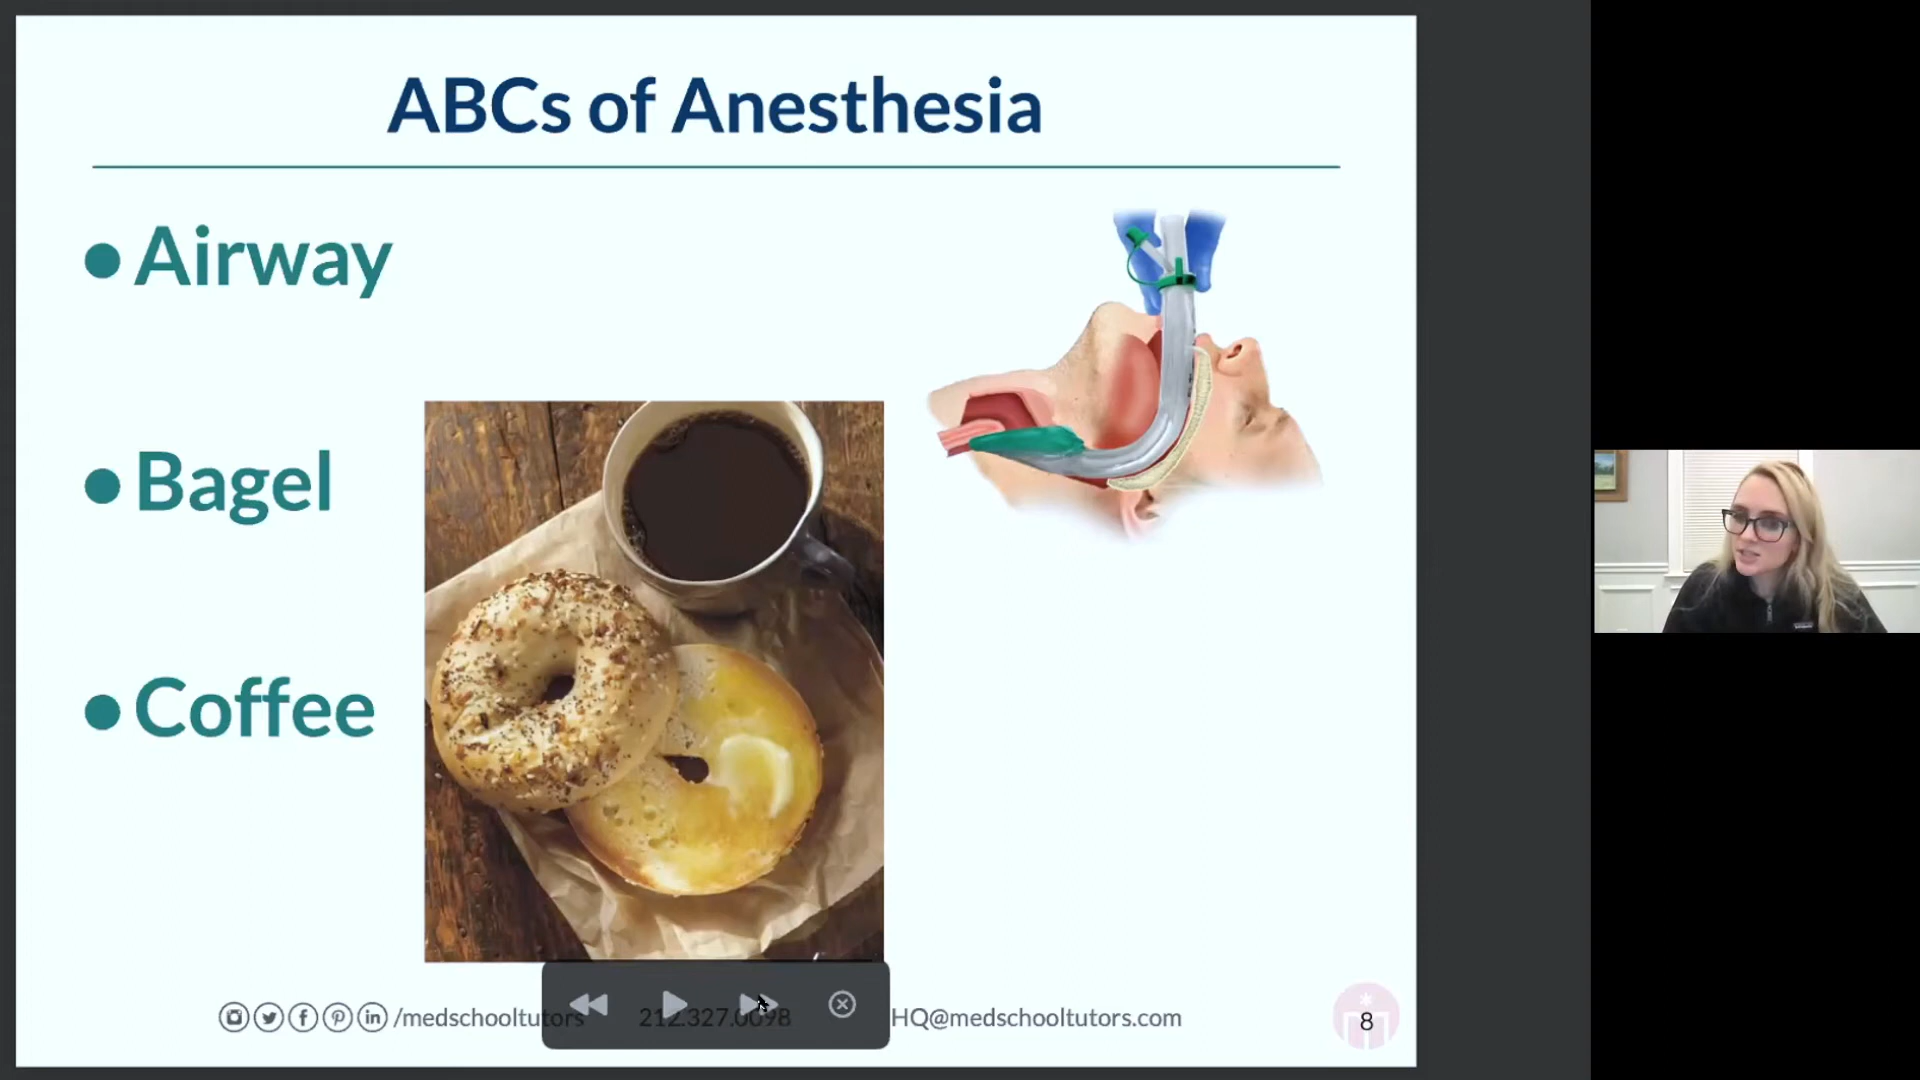 ABCs of Anesthesia
• Airway
• Bagel
• Coffee
/medschooltutors 212.327.0098 HQ@medschooltutors.com
8